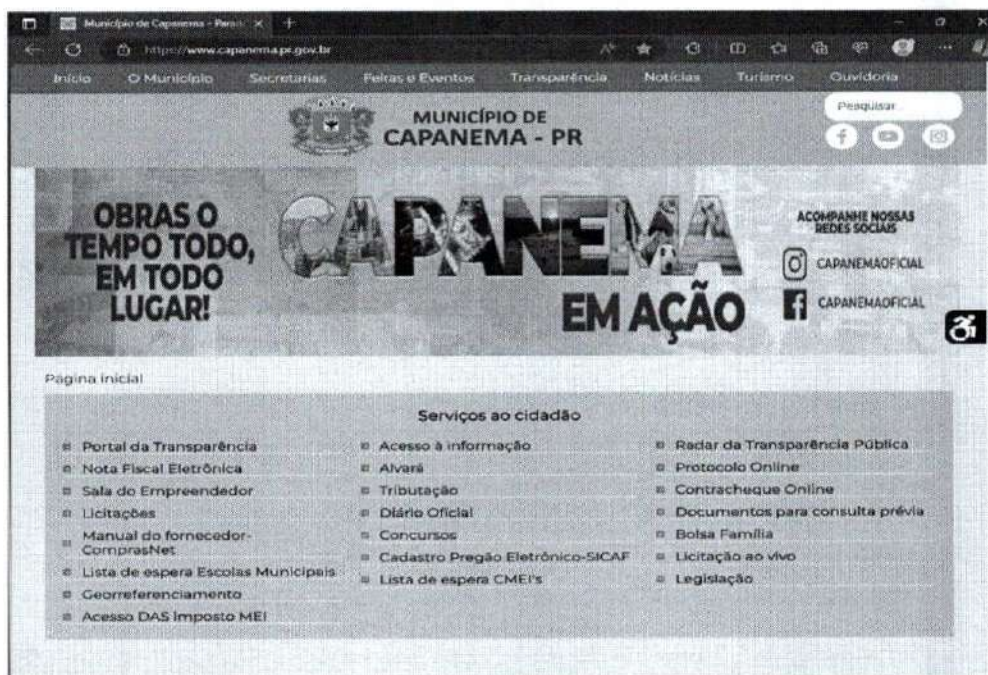 Município de Capanema - Paraná
https://www.capanema.pr.gov.br
Início O Município Secretarias Feiras e Eventos Transparência Notícias Turismo Ouvidoria
MUNICÍPIO DE
CAPANEMA - PR
Pesquisar...
OBRAS O
TEMPO TODO,
EM TODO
LUGAR!
CAPANEMA
EM AÇÃO
ACOMPANHE NOSSAS
REDES SOCIAIS
CAPANEMAOFICIAL
CAPANEMAOFICIAL
Página inicial
Serviços ao cidadão
Portal da Transparência
Nota Fiscal Eletrônica
Sala do Empreendedor
Licitações
Manual do fornecedor-
ComprasNet
Lista de espera Escolas Municipais
Georreferenciamento
Acesso DAS Imposto MEI
Acesso à informação
Alvará
Tributação
Diário Oficial
Concursos
Cadastro Pregão Eletrônico-SICAF
Lista de espera CMEI's
Radar da Transparência Pública
Protocolo Online
Contracheque Online
Documentos para consulta prévia
Bolsa Família
Licitação ao vivo
Legislação